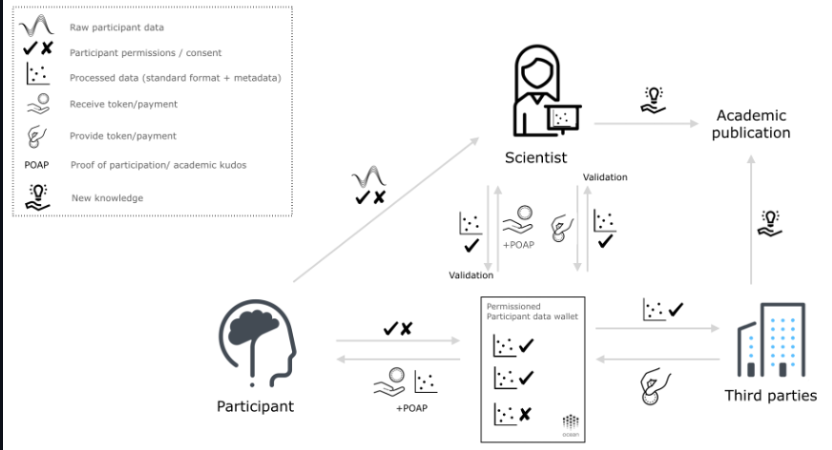 Raw participant data
Participant permissions / consent
Processed data (standard format + metadata)
Receive token/payment
Provide token/payment
POAP Proof of participation/ academic kudos
New knowledge
Scientist
Academic
publication
Validation
+POAP
Validation
Permissioned
Participant data wallet
+POAP
Participant
Third parties
ocean